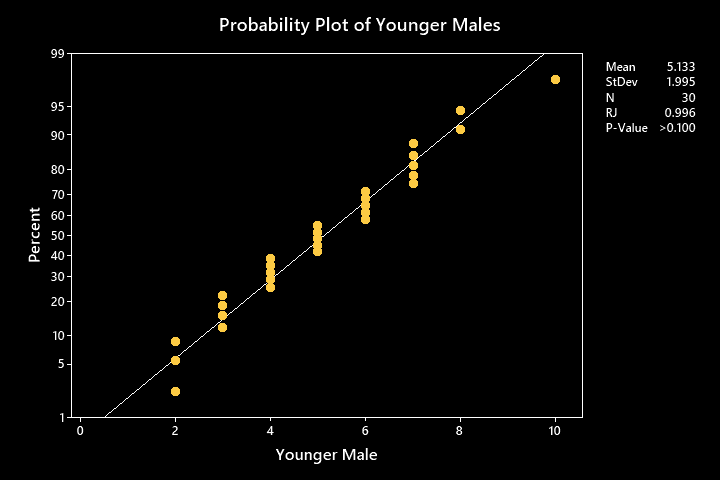 Probability Plot of Younger Males
Mean 5.133
StDev 1.995
N 30
RJ 0.996
P-Value >0.100
Percent
99
95
90
80
70
60
50
40
30
20
10
5
1
0 2 4 6 8 10
Younger Male